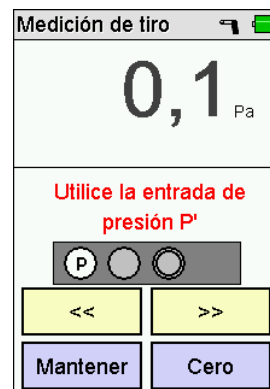 Medición de tiro
0,1 Pa
Utilice la entrada de
presión P'
P
<< >>
Mantener Cero